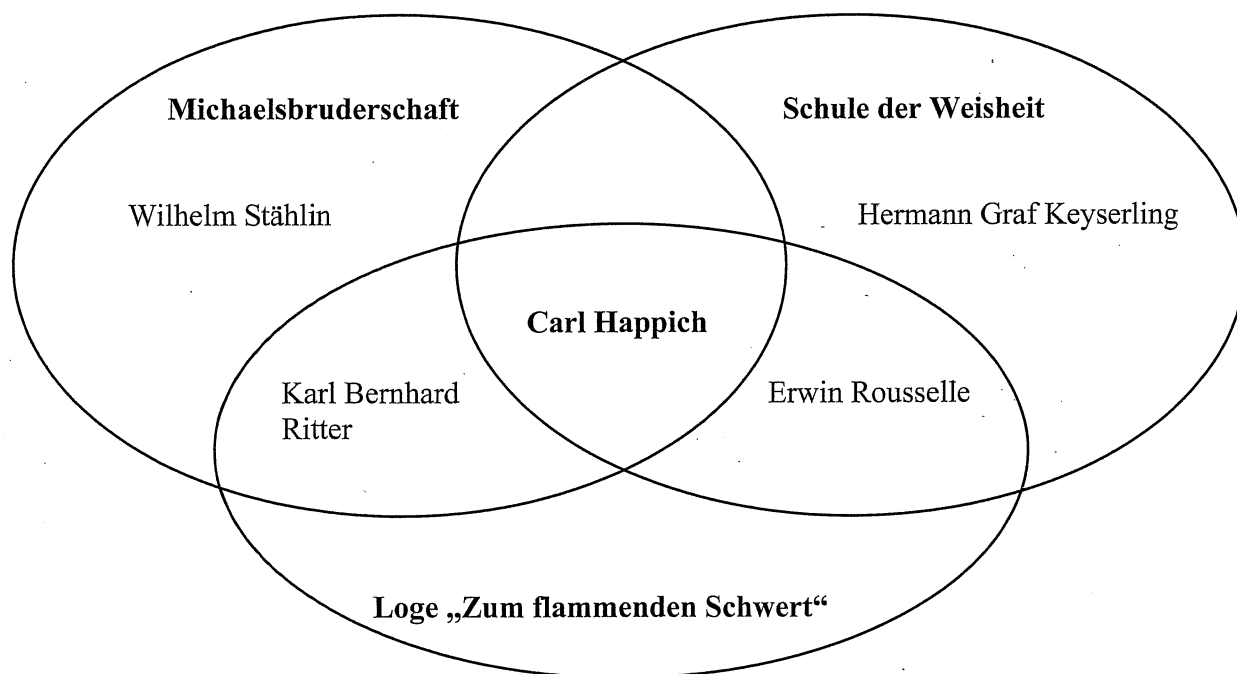 Michaelsbruderschaft
Schule der Weisheit
Wilhelm Stählin
Hermann Graf Keyserling
Carl Happich
Karl Bernhard
Ritter
Erwin Rousselle
Loge „Zum flammenden Schwert“